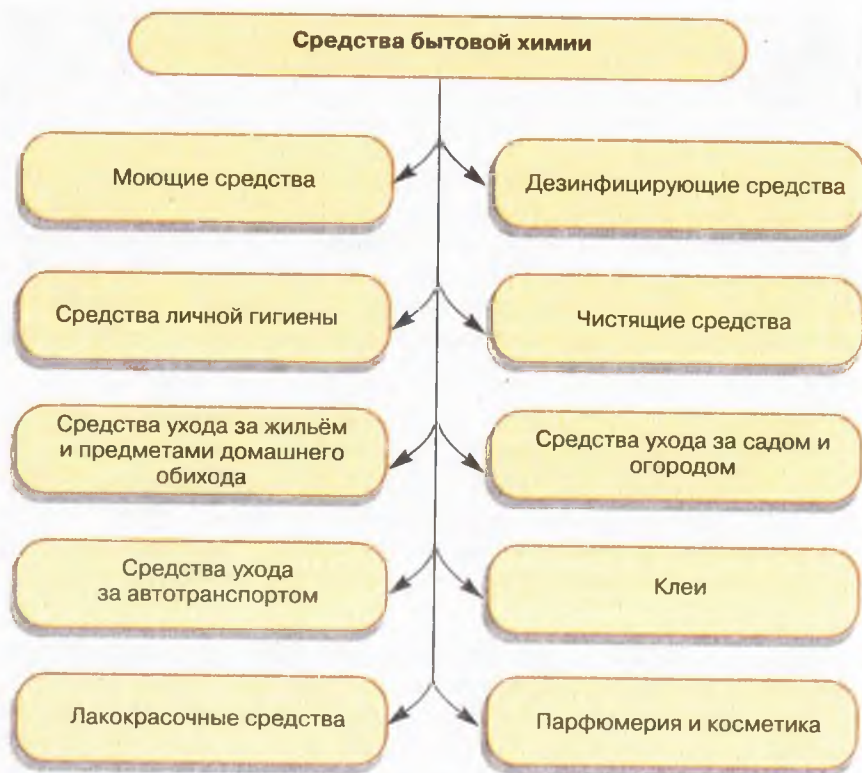 Средства бытовой химии
Моющие средства
Дезинфицирующие средства
Средства личной гигиены
Чистящие средства
Средства ухода за жильём
и предметами домашнего
обихода
Средства ухода за садом и
огородом
Средства ухода
за автотранспортом
Клеи
Лакокрасочные средства
Парфюмерия и косметика